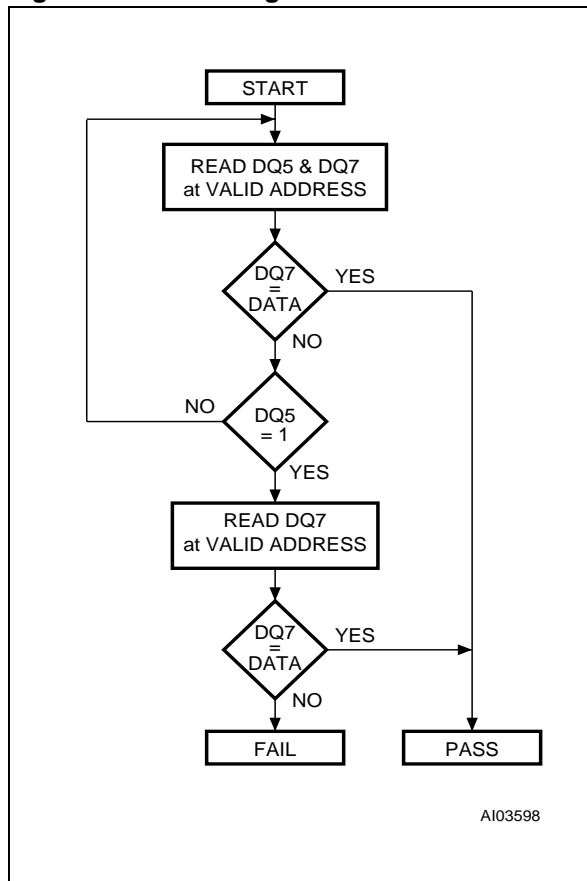 START
READ DQ5 & DQ7
at VALID ADDRESS
DQ7
=
DATA
YES
NO
DQ5
= 1
NO
YES
READ DQ7
at VALID ADDRESS
DQ7
=
DATA
YES
NO
FAIL
PASS
AI03598